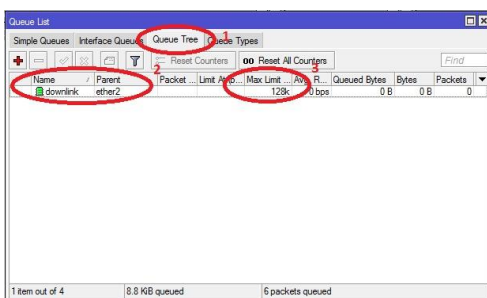 Queue List
Simple Queues Interface Queues Queue Tree Queue Types
1
Reset Counters 00 Reset All Counters Find
2 3
Name Parent Packet ... Limit At (b... Max Limit ... Avg. R... Queued Bytes Bytes Packets
downlink ether2 128k 0 bps 0 B 0 B 0
1 item out of 4 8.8 KiB queued 6 packets queued